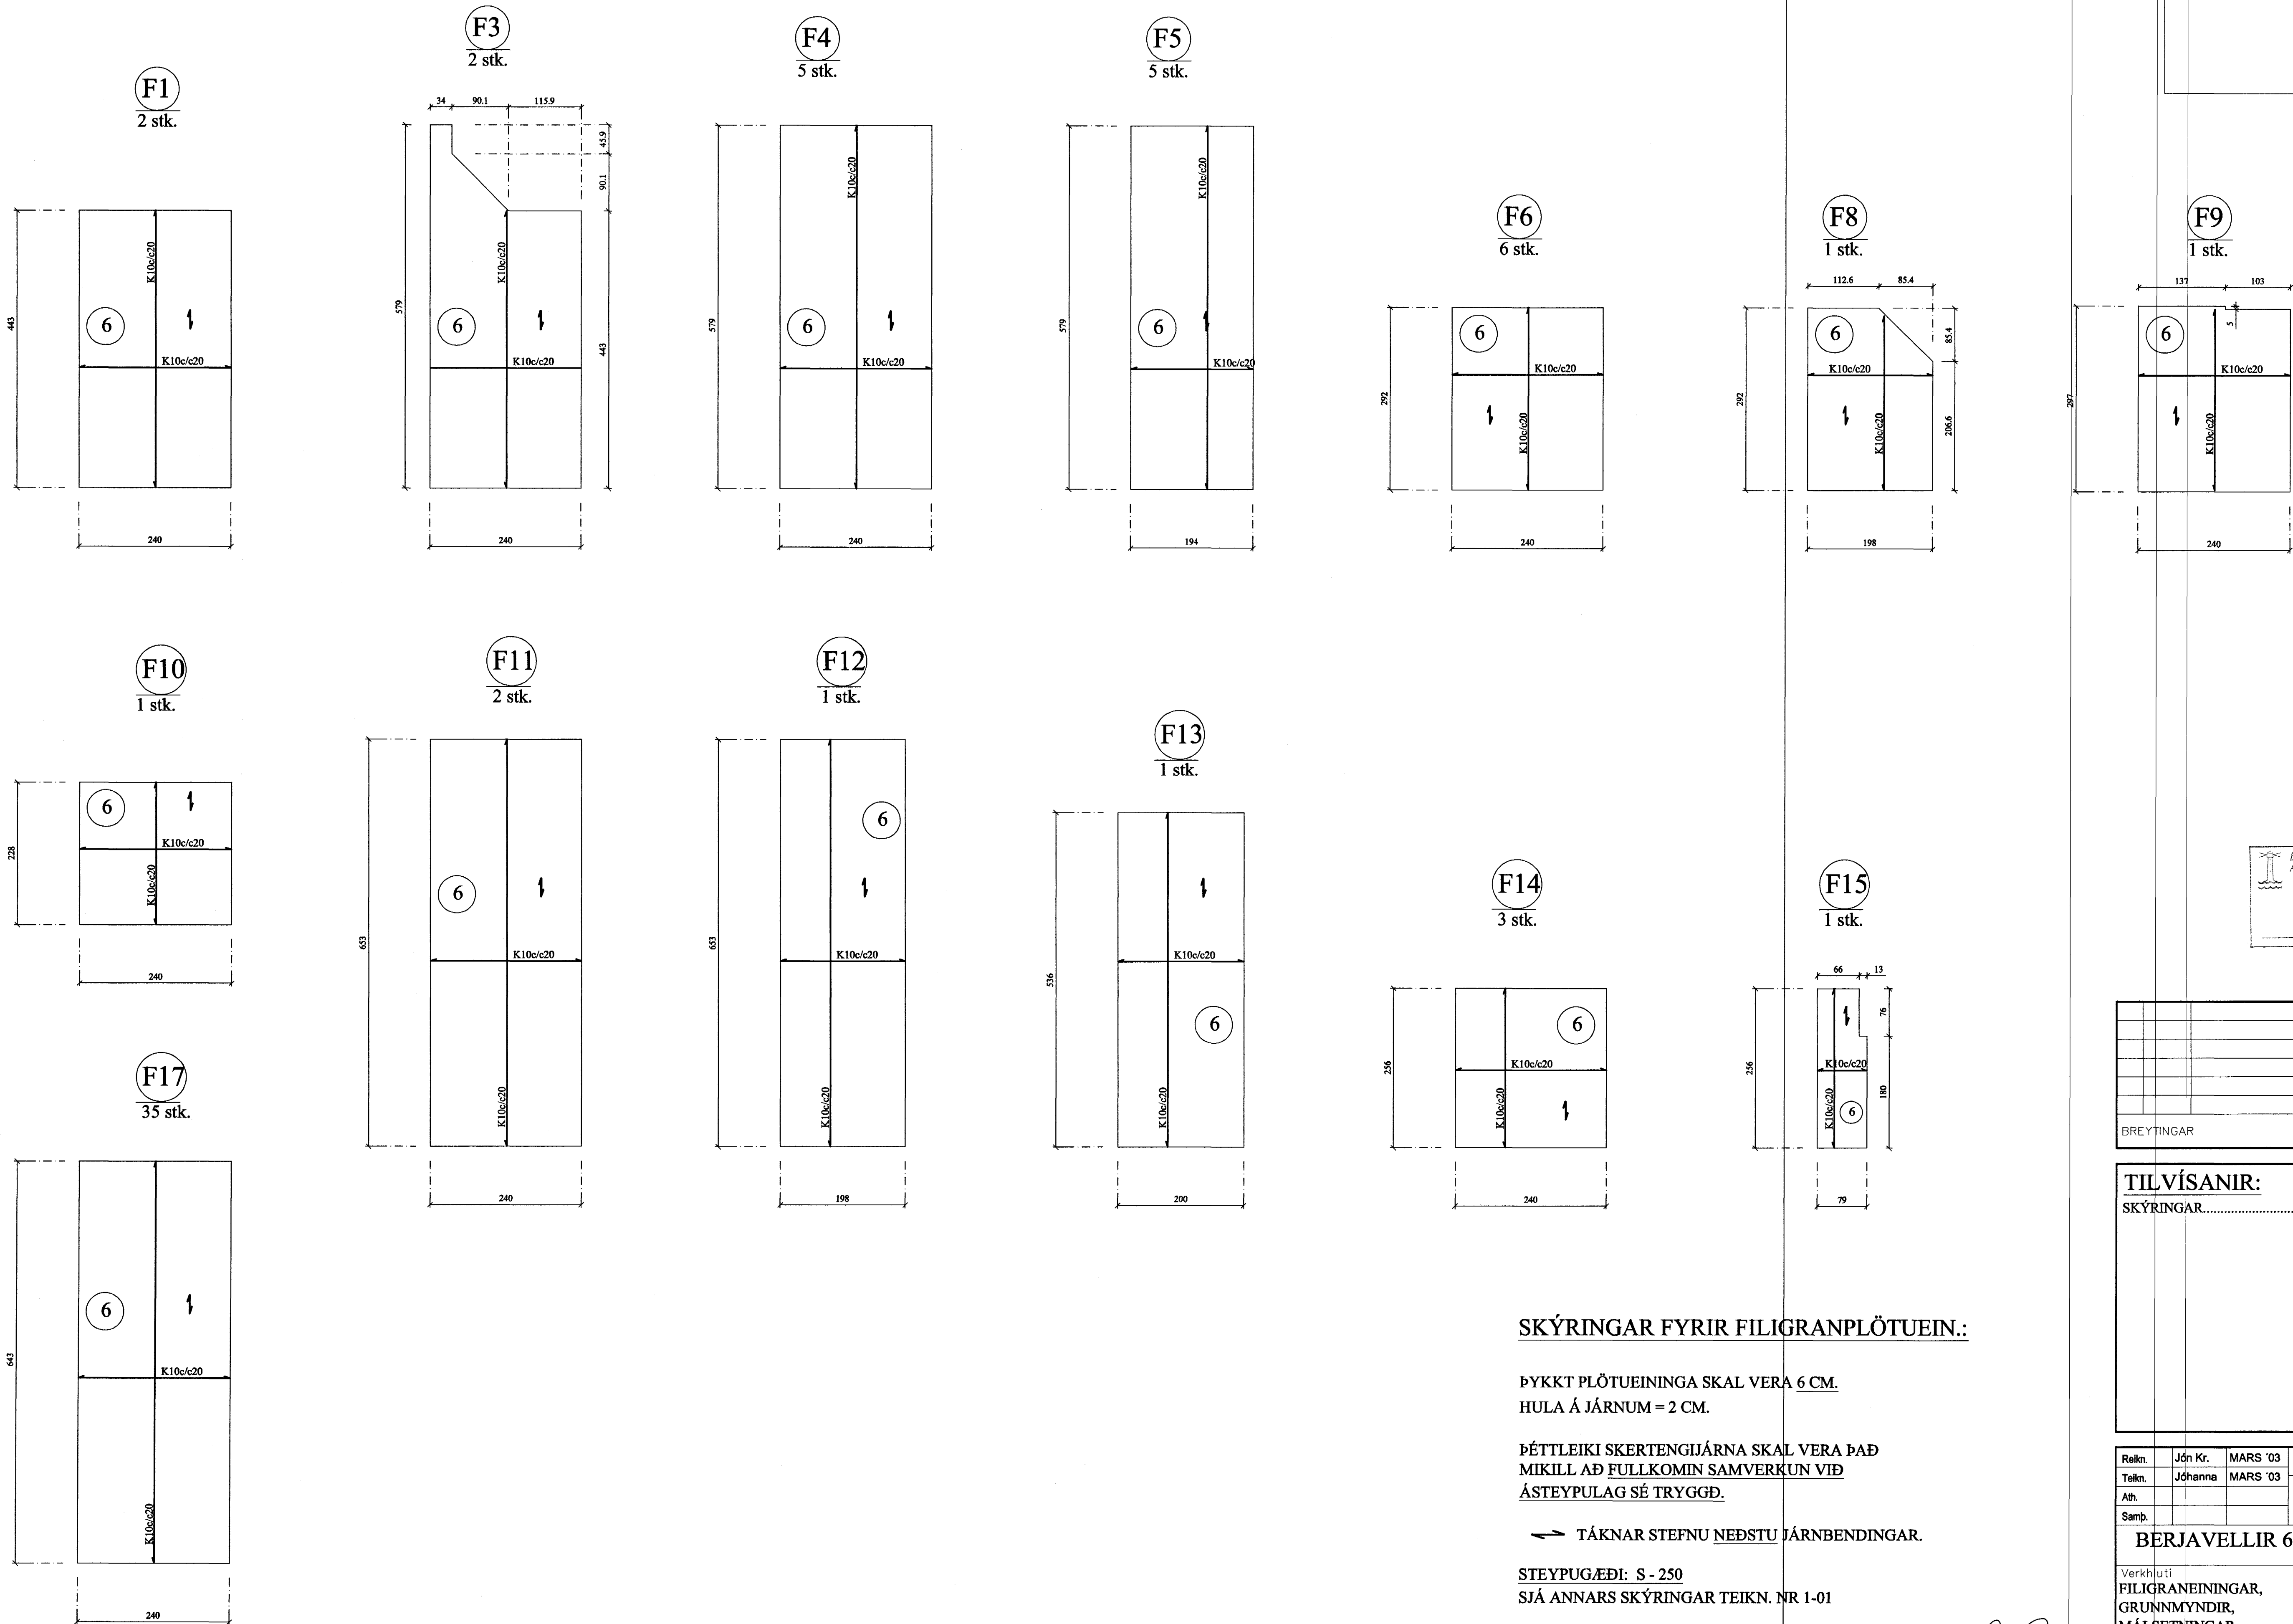 F1
2 stk.
443
K10c/c20
6
K10c/c20
240
F3
2 stk.
34
90.1
115.9
45.9
90.1
579
K10c/c20
6
K10c/c20
443
240
F4
5 stk.
579
K10c/c20
6
K10c/c20
240
F5
5 stk.
579
K10c/c20
6
K10c/c20
194
F6
6 stk.
292
6
K10c/c20
K10c/c20
240
F8
1 stk.
112.6
85.4
292
6
85.4
K10c/c20
K10c/c20
206.6
198
F9
1 stk.
137
103
297
6
5
K10c/c20
K10c/c20
240
F10
1 stk.
228
6
K10c/c20
K10c/c20
240
F11
2 stk.
653
6
K10c/c20
K10c/c20
240
F12
1 stk.
653
6
K10c/c20
K10c/c20
198
F13
1 stk.
536
K10c/c20
6
K10c/c20
200
F14
3 stk.
256
6
K10c/c20
K10c/c20
240
F15
1 stk.
66
13
76
256
K10c/c20
K10c/c20
6
180
79
F17
35 stk.
643
6
K10c/c20
K10c/c20
240
SKÝRINGAR FYRIR FILIGRANPLÖTUEIN.:
ÞYKKT PLÖTUEININGA SKAL VERA 6 CM.
HULA Á JÁRNUM = 2 CM.
ÞÉTTLEIKI SKERTENGIJÁRNA SKAL VERA ÞAÐ
MIKILL AÐ FULLKOMIN SAMVERKUN VIÐ
ÁSTEYPULAG SÉ TRYGGÐ.
TÁKNAR STEFNU NEÐSTU JÁRNBENDINGAR.
STEYPUGÆÐI: S - 250
SJÁ ANNARS SKÝRINGAR TEIKN. NR 1-01
BREYTINGAR
TILVÍSANIR:
SKÝRINGAR..........................
Reikn. Jón Kr. MARS ´03
Teikn. Jóhanna MARS ´03
Ath.
Samþ.
BERJAVELLIR 6
Verkhluti
FILIGRANEININGAR,
GRUNNMYNDIR,